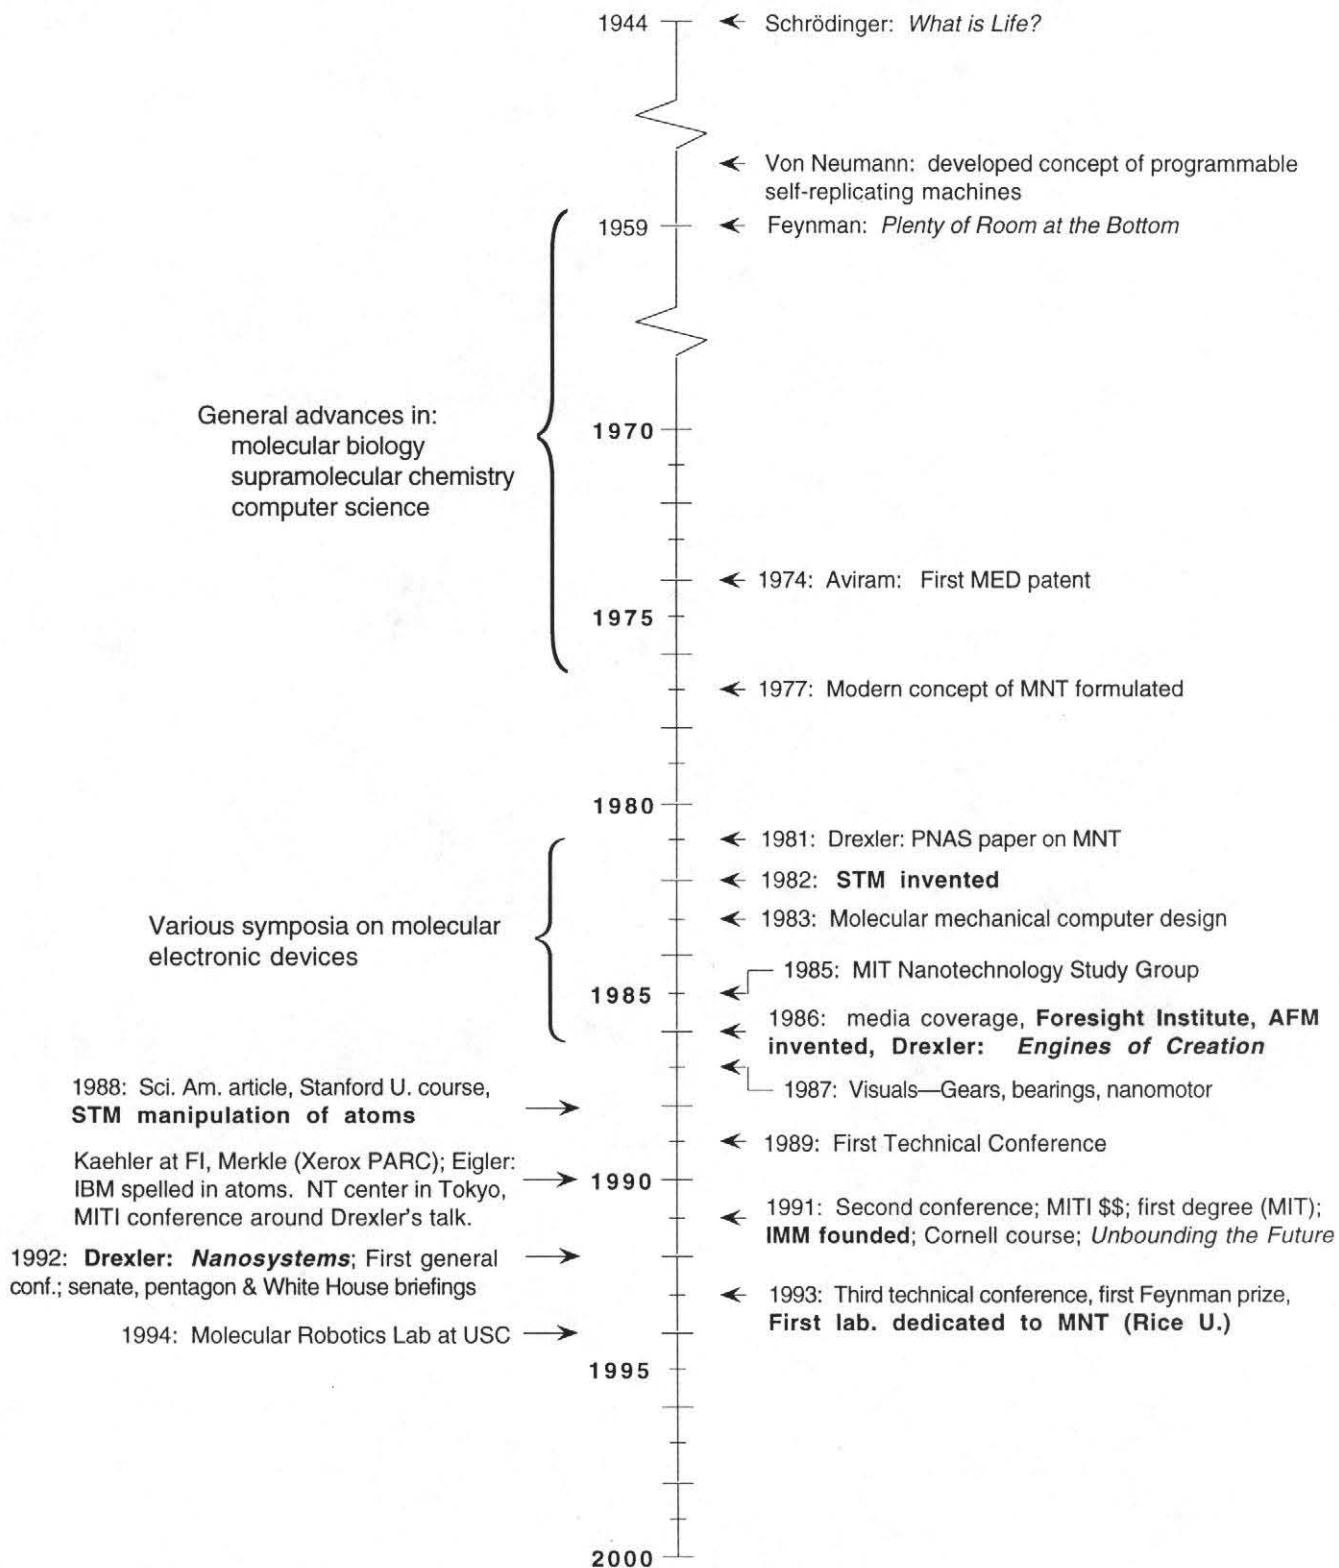 1944
Schrödinger: What is Life?
Von Neumann: developed concept of programmable
self-replicating machines
1959
Feynman: Plenty of Room at the Bottom
General advances in:
molecular biology
supramolecular chemistry
computer science
1970
1974: Aviram: First MED patent
1975
1977: Modern concept of MNT formulated
1980
1981: Drexler: PNAS paper on MNT
1982: STM invented
Various symposia on molecular
electronic devices
1983: Molecular mechanical computer design
1985: MIT Nanotechnology Study Group
1985
1986: media coverage, Foresight Institute, AFM
invented, Drexler: Engines of Creation
1987: Visuals—Gears, bearings, nanomotor
1988: Sci. Am. article, Stanford U. course,
STM manipulation of atoms
1989: First Technical Conference
Kaehler at FI, Merkle (Xerox PARC); Eigler:
IBM spelled in atoms. NT center in Tokyo,
MITI conference around Drexler's talk.
1990
1991: Second conference; MITI $$; first degree (MIT);
IMM founded; Cornell course; Unbounding the Future
1992: Drexler: Nanosystems; First general
conf.; senate, pentagon & White House briefings
1993: Third technical conference, first Feynman prize,
First lab. dedicated to MNT (Rice U.)
1994: Molecular Robotics Lab at USC
1995
2000